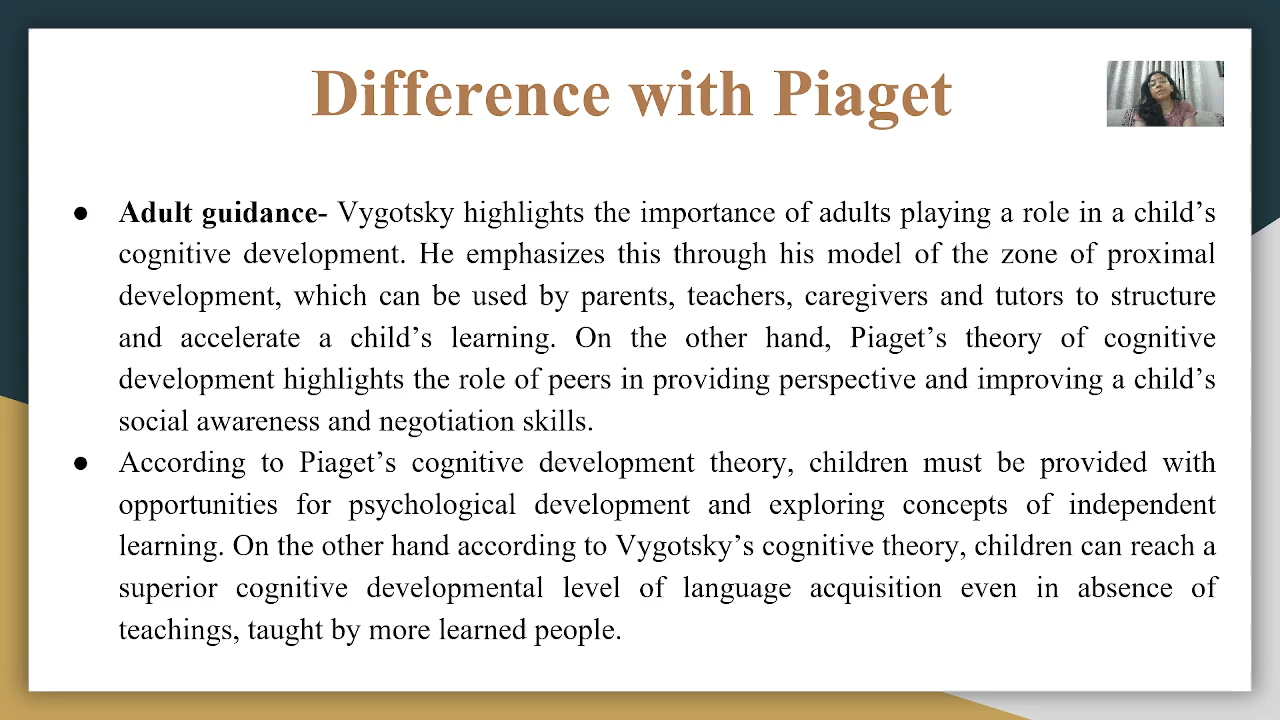 Difference with Piaget
● Adult guidance- Vygotsky highlights the importance of adults playing a role in a child’s
cognitive development. He emphasizes this through his model of the zone of proximal
development, which can be used by parents, teachers, caregivers and tutors to structure
and accelerate a child’s learning. On the other hand, Piaget’s theory of cognitive
development highlights the role of peers in providing perspective and improving a child’s
social awareness and negotiation skills.
● According to Piaget’s cognitive development theory, children must be provided with
opportunities for psychological development and exploring concepts of independent
learning. On the other hand according to Vygotsky’s cognitive theory, children can reach a
superior cognitive developmental level of language acquisition even in absence of
teachings, taught by more learned people.